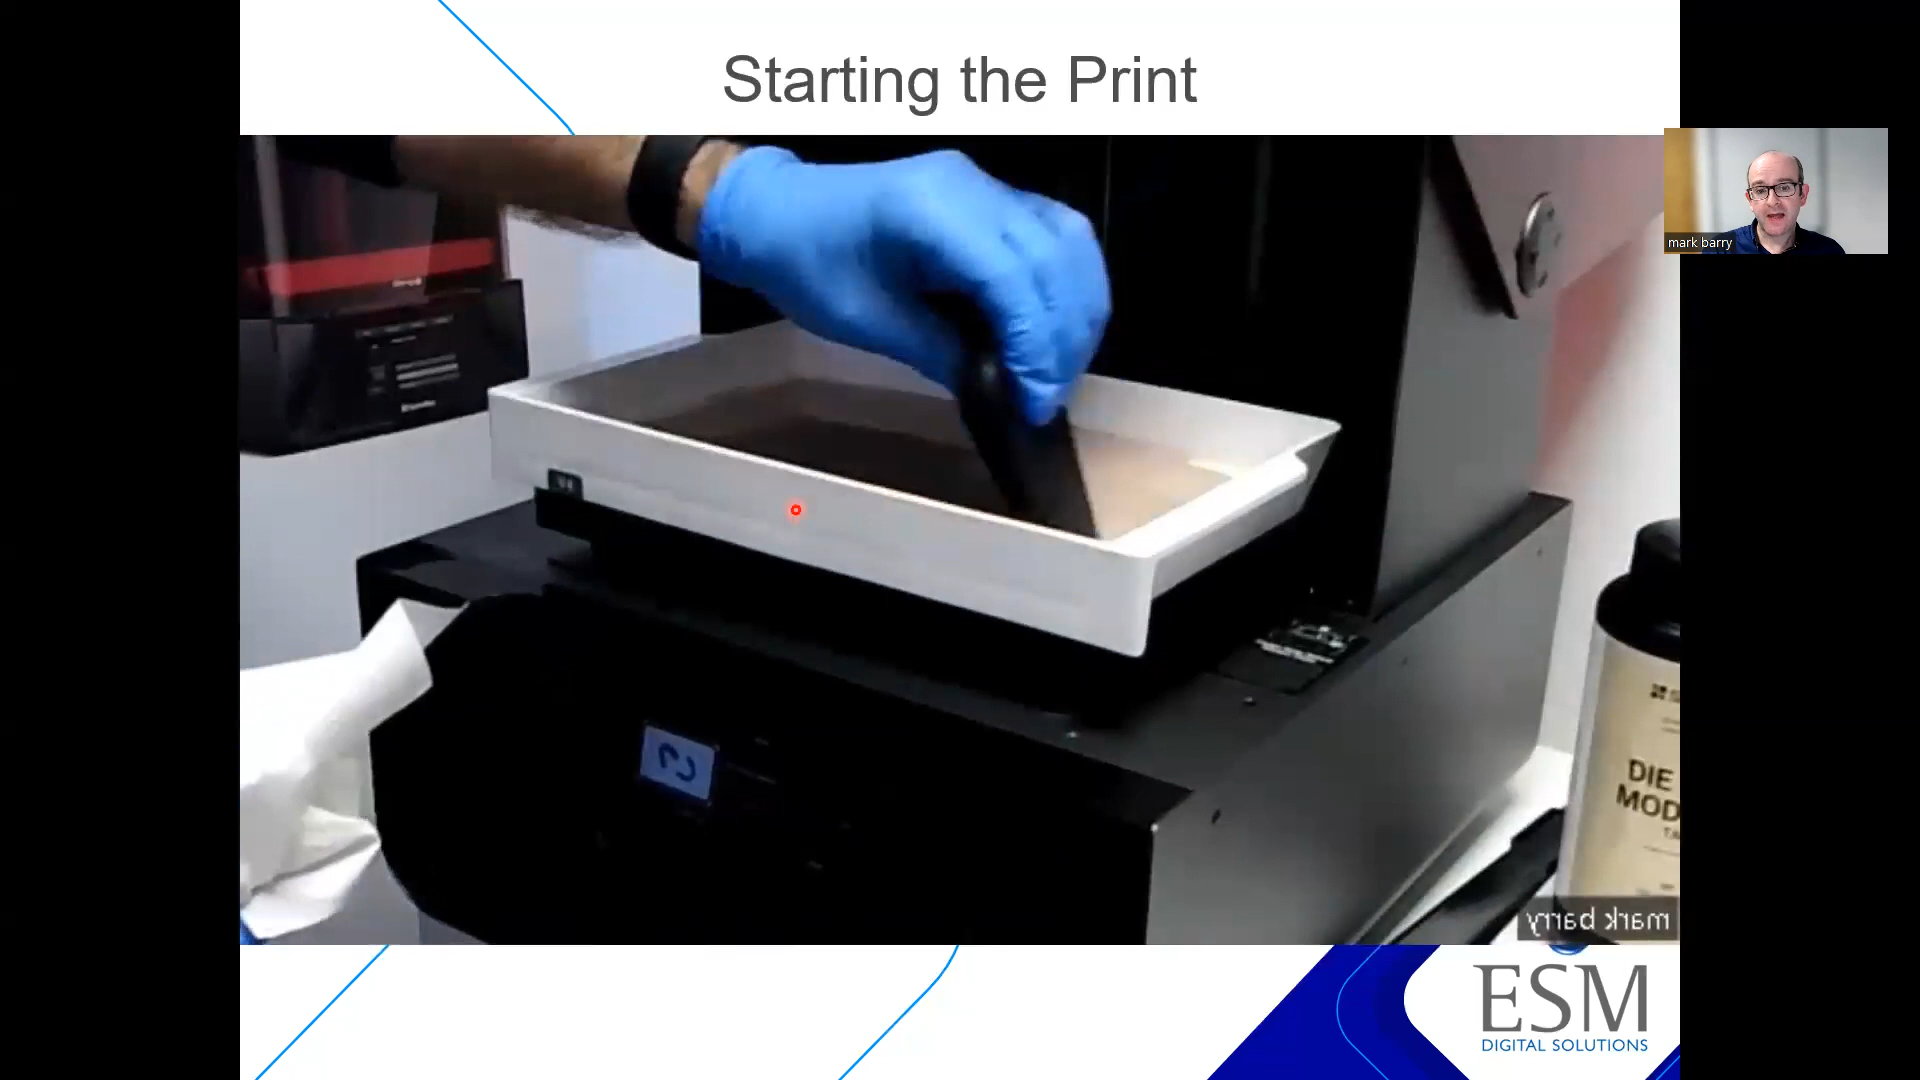 Starting the Print
mark barry
DIE
MOD
mark barry
ESM
DIGITAL SOLUTIONS